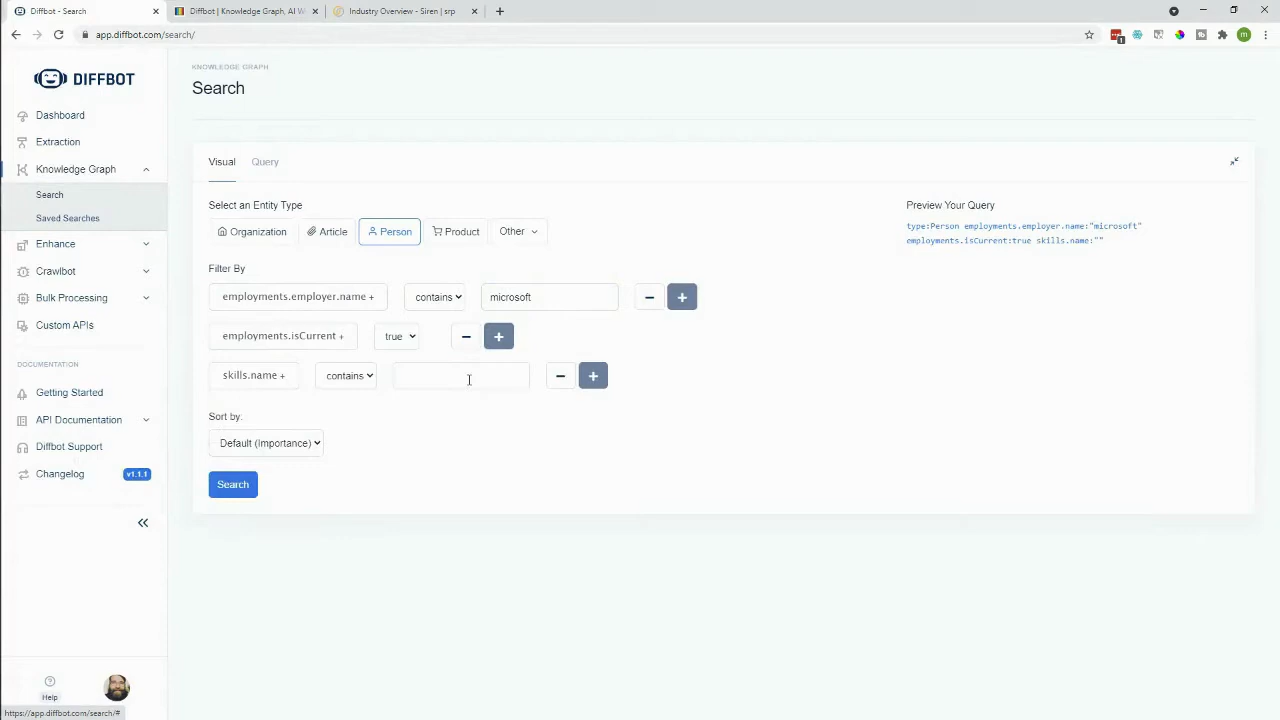 Diffbot - Search
Diffbot | Knowledge Graph, AI W
Industry Overview - Siren | srp
app.diffbot.com/search/
1
m
DIFFBOT
Dashboard
Extraction
Knowledge Graph
Search
Saved Searches
Enhance
Crawlbot
Bulk Processing
Custom APIs
DOCUMENTATION
Getting Started
API Documentation
Diffbot Support
Changelog v1.1.1
Help
https://app.diffbot.com/search/#
KNOWLEDGE GRAPH
Search
Visual Query
Select an Entity Type
Organization Article Person Product Other
Filter By
employments.employer.name + contains microsoft
employments.isCurrent + true
skills.name + contains
Sort by:
Default (Importance)
Search
Preview Your Query
type:Person employments.employer.name:"microsoft"
employments.isCurrent:true skills.name:""